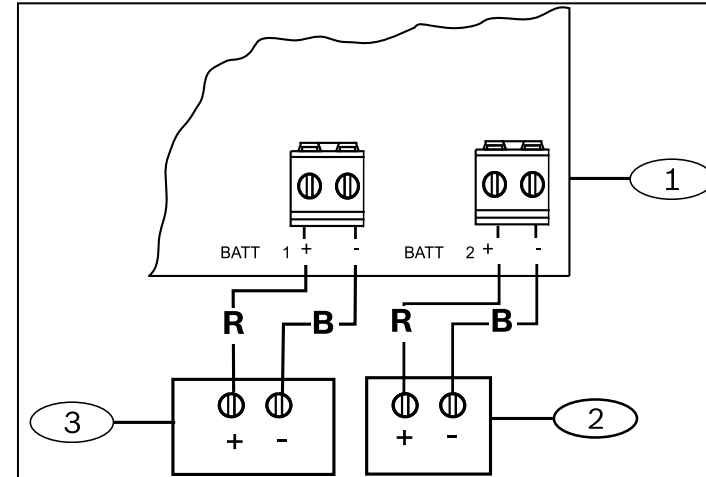 1
BATT 1 + - BATT 2 + -
R B R B
3 2
+ - + -